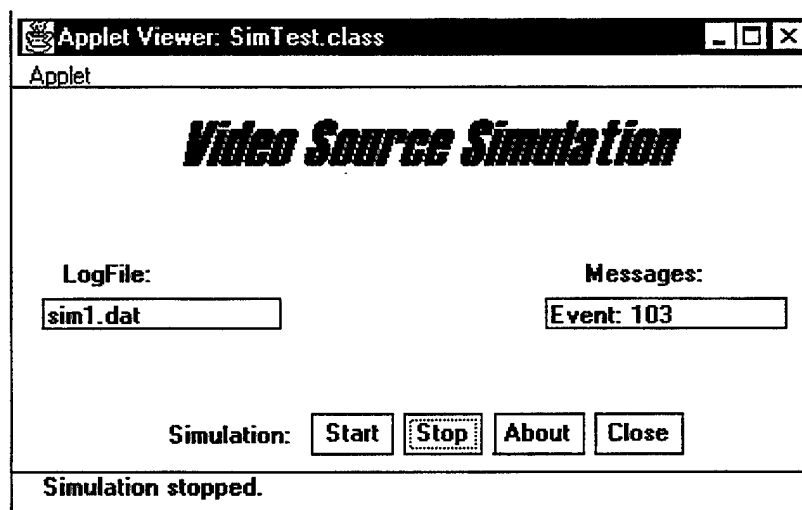 Applet Viewer: SimTest.class
Applet
Video Source Simulation
LogFile: Messages:
sim1.dat Event: 103
Simulation: Start Stop About Close
Simulation stopped.